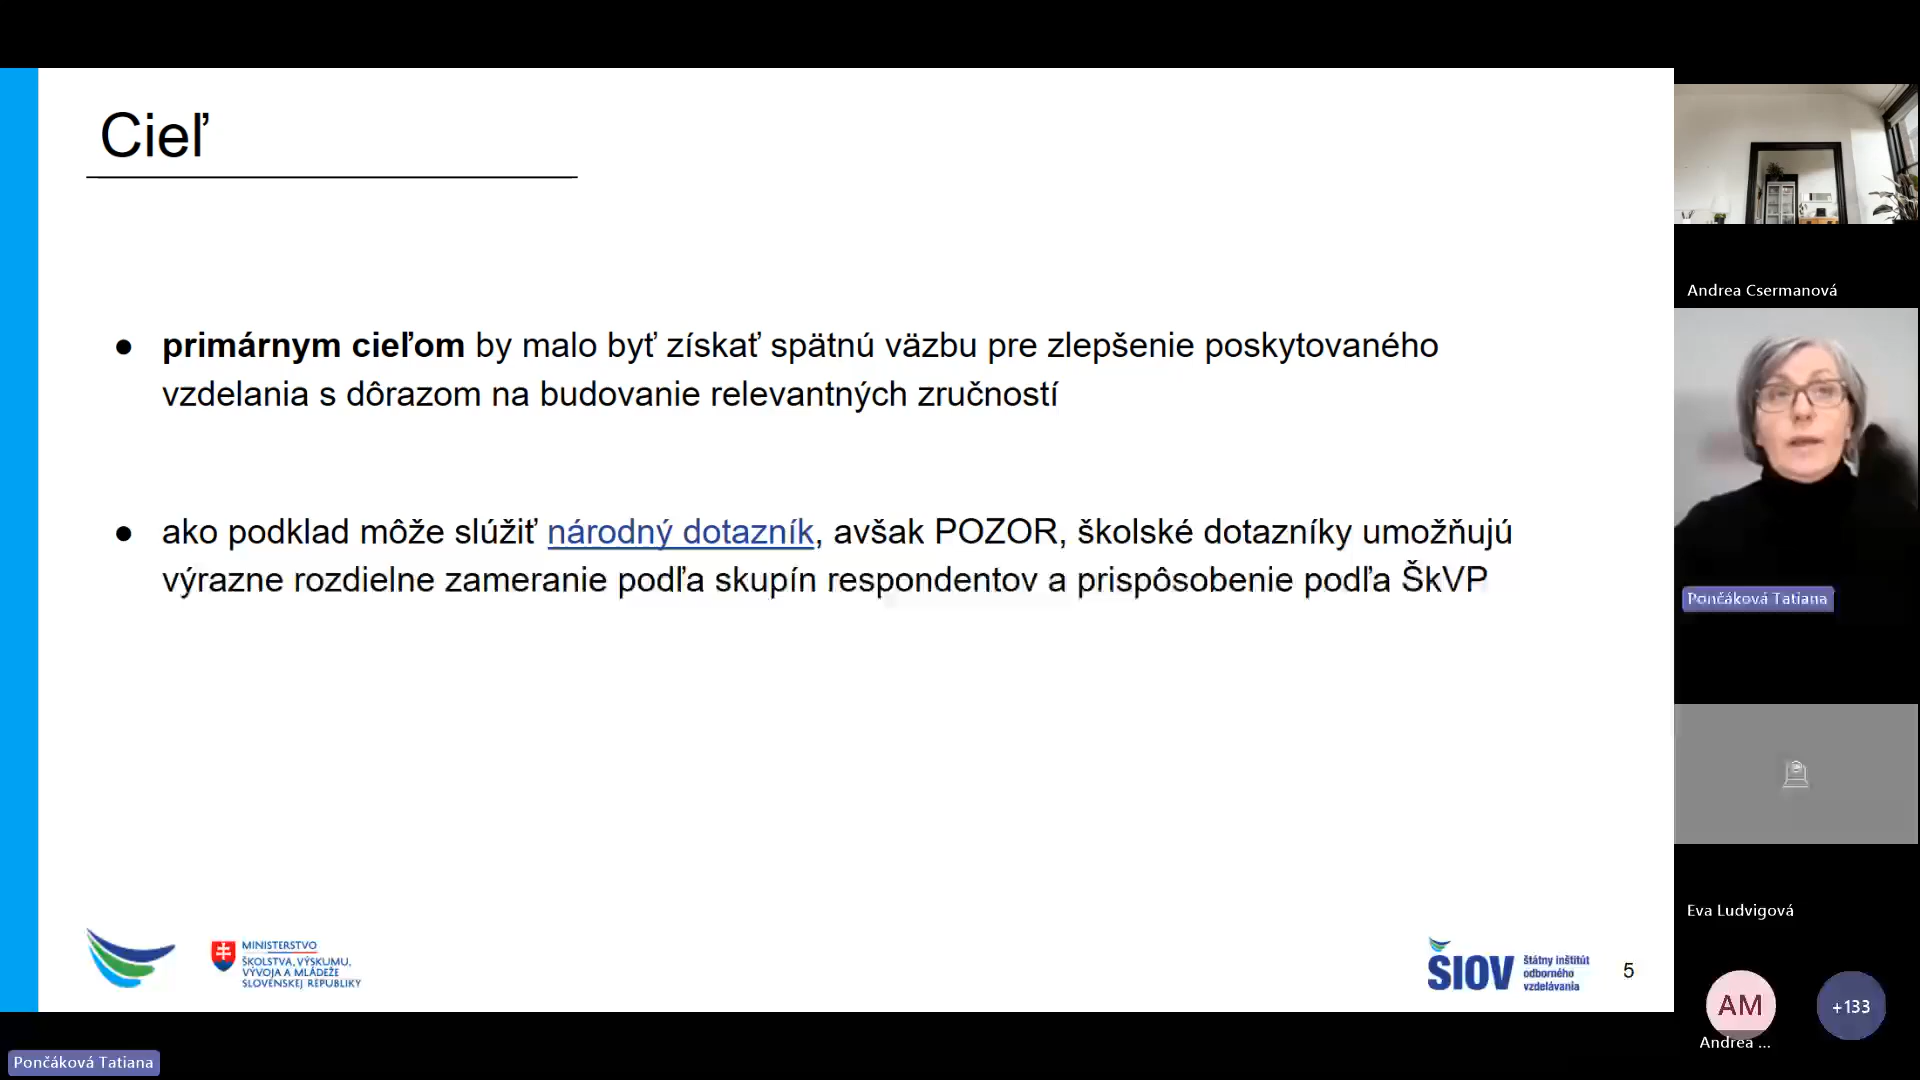 Cieľ
● primárnym cieľom by malo byť získať spätnú väzbu pre zlepšenie poskytovaného
vzdelania s dôrazom na budovanie relevantných zručností
● ako podklad môže slúžiť národný dotazník, avšak POZOR, školské dotazníky umožňujú
výrazne rozdielne zameranie podľa skupín respondentov a prispôsobenie podľa ŠkVP
MINISTERSTVO
ŠKOLSTVA, VÝSKUMU,
VÝVOJA A MLÁDEŽE
SLOVENSKEJ REPUBLIKY
ŠIOV
štátny inštitút
odborného
vzdelávania
5
Andrea Csermanová
Pončáková Tatiana
Eva Ludvigová
AM
+133
Andrea ...
Pončáková Tatiana